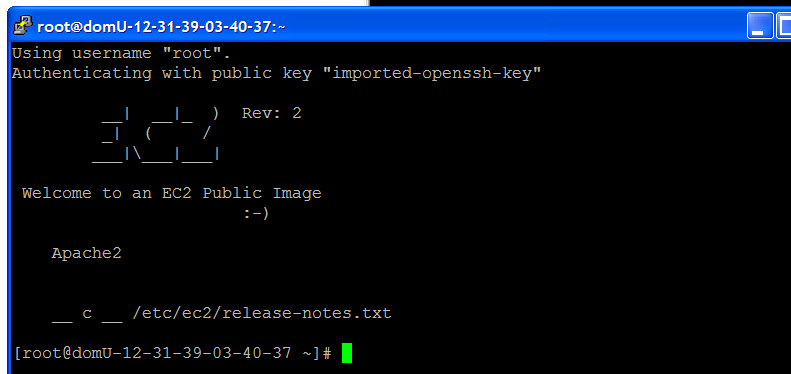 root@domU-12-31-39-03-40-37:~
Using username "root".
Authenticating with public key "imported-openssh-key"
         __|  __|_  )  Rev: 2
         _|  (     /
        ___|\___|___|
 Welcome to an EC2 Public Image
                       :-)
    Apache2
    __ c __ /etc/ec2/release-notes.txt
[root@domU-12-31-39-03-40-37 ~]#